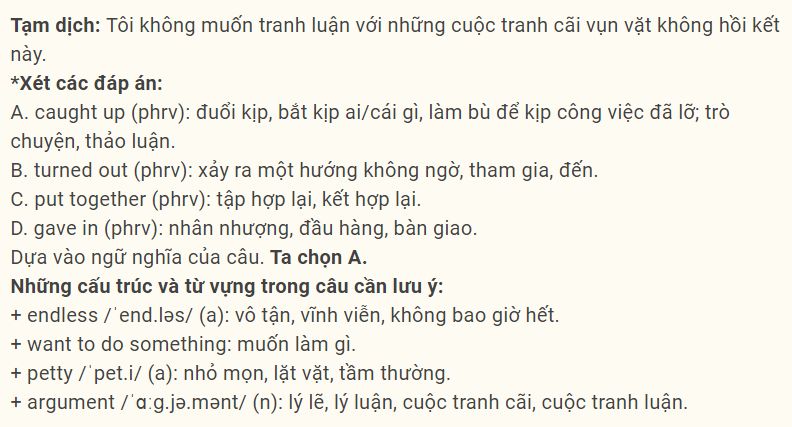 Tạm dịch: Tôi không muốn tranh luận với những cuộc tranh cãi vụn vặt không hồi kết
này.
*Xét các đáp án:
A. caught up (phrv): đuổi kịp, bắt kịp ai/cái gì, làm bù để kịp công việc đã lỡ; trò
chuyện, thảo luận.
B. turned out (phrv): xảy ra một hướng không ngờ, tham gia, đến.
C. put together (phrv): tập hợp lại, kết hợp lại.
D. gave in (phrv): nhân nhượng, đầu hàng, bàn giao.
Dựa vào ngữ nghĩa của câu. Ta chọn A.
Những cấu trúc và từ vựng trong câu cần lưu ý:
+ endless /ˈend.ləs/ (a): vô tận, vĩnh viễn, không bao giờ hết.
+ want to do something: muốn làm gì.
+ petty /ˈpet.i/ (a): nhỏ mọn, lặt vặt, tầm thường.
+ argument /ˈɑːg.jə.mənt/ (n): lý lẽ, lý luận, cuộc tranh cãi, cuộc tranh luận.